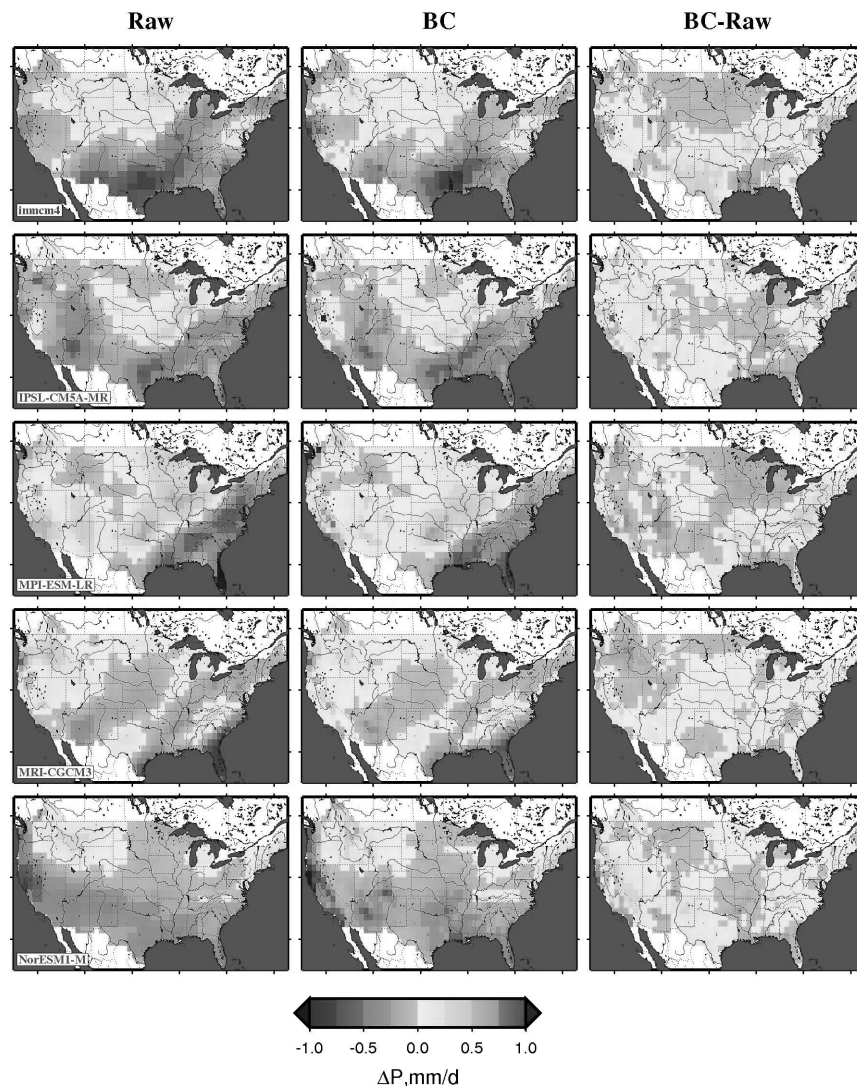 Raw BC BC-Raw
inmcm4
IPSL-CM5A-MR
MPI-ESM-LR
MRI-CGCM3
NorESM1-M
-1.0 -0.5 0.0 0.5 1.0
ΔP,mm/d